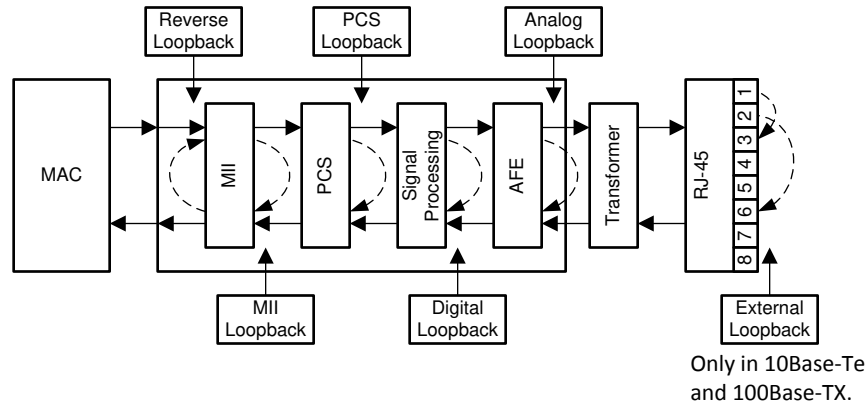 Reverse
Loopback
PCS
Loopback
Analog
Loopback
MAC
MII
PCS
Signal
Processing
AFE
Transformer
RJ-45
1
2
3
4
5
6
7
8
MII
Loopback
Digital
Loopback
External
Loopback
Only in 10Base-Te
and 100Base-TX.